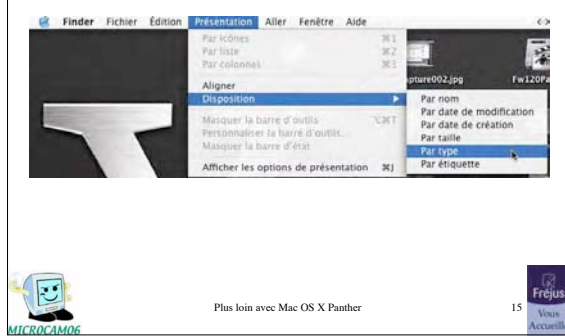 Finder Fichier Édition Présentation Aller Fenêtre Aide
Par icônes ⌘1
Par liste ⌘2
Par colonnes ⌘3
Aligner
Disposition
Masquer la barre d'outils ⌥⌘T
Personnaliser la barre d'outils...
Masquer la barre d'état
Afficher les options de présentation ⌘J
Par nom
Par date de modification
Par date de création
Par taille
Par type
Par étiquette
pture002.jpg
Fw120Pa
MICROCAM06
Plus loin avec Mac OS X Panther
15
Fréjus
Vous
Accueille